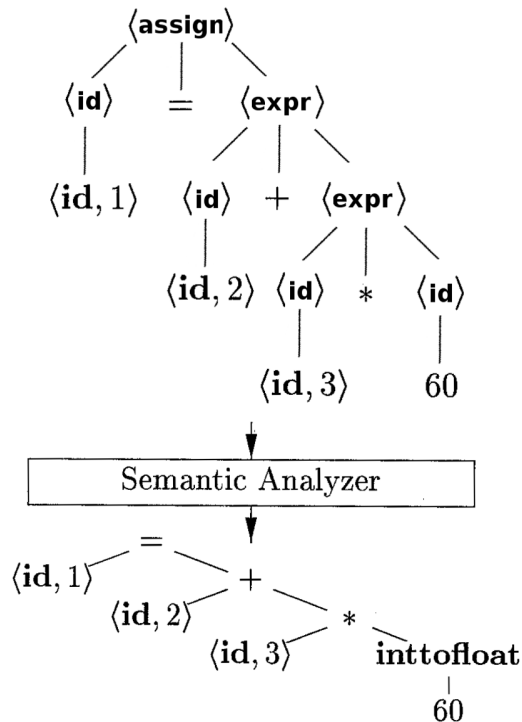 ⟨assign⟩
⟨id⟩ = ⟨expr⟩
⟨id, 1⟩ ⟨id⟩ + ⟨expr⟩
⟨id, 2⟩ ⟨id⟩ * ⟨id⟩
⟨id, 3⟩ 60
Semantic Analyzer
=
⟨id, 1⟩ +
⟨id, 2⟩ *
⟨id, 3⟩ inttofloat
60